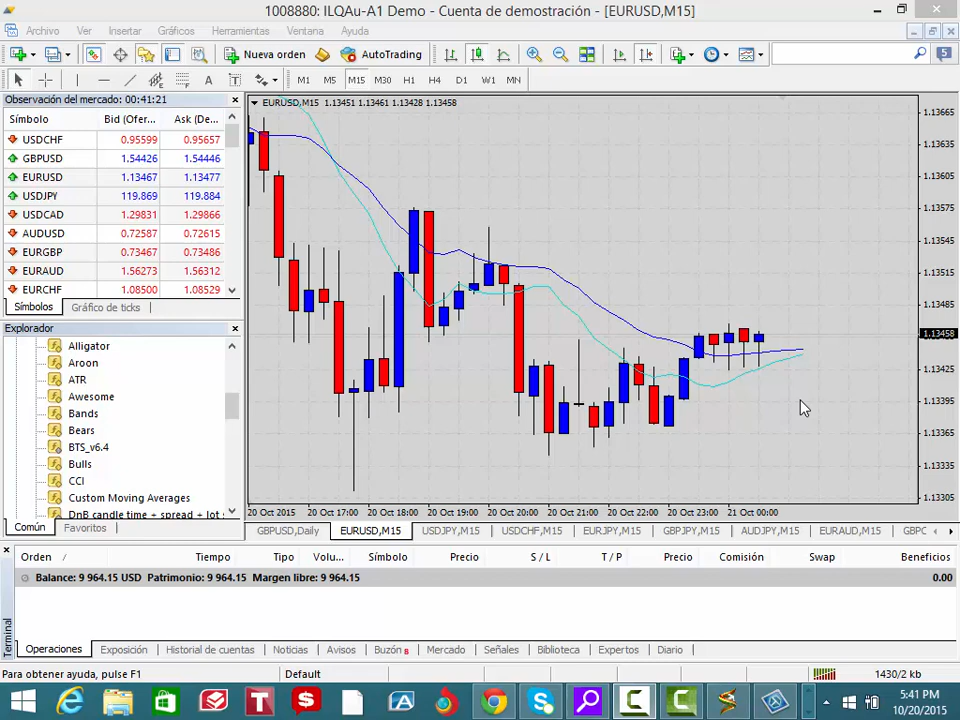 1008880: ILQAu-A1 Demo - Cuenta de demostración - [EURUSD,M15]
Archivo Ver Insertar Gráficos Herramientas Ventana Ayuda
Nueva orden AutoTrading 5
A T M1 M5 M15 M30 H1 H4 D1 W1 MN
Observación del mercado: 00:41:21
Símbolo Bid (Ofer... Ask (De...
USDCHF 0.95599 0.95657
GBPUSD 1.54426 1.54446
EURUSD 1.13467 1.13477
USDJPY 119.869 119.884
USDCAD 1.29831 1.29866
AUDUSD 0.72587 0.72615
EURGBP 0.73467 0.73486
EURAUD 1.56273 1.56312
EURCHF 1.08500 1.08529
Símbolos Gráfico de ticks
Explorador
Alligator
Aroon
ATR
Awesome
Bands
Bears
BTS_v6.4
Bulls
CCI
Custom Moving Averages
DnB candle time + spread + lot s
Común Favoritos
EURUSD,M15 1.13451 1.13461 1.13428 1.13458
1.13665
1.13635
1.13605
1.13575
1.13545
1.13515
1.13485
1.13458
1.13425
1.13395
1.13365
1.13335
1.13305
20 Oct 2015 20 Oct 17:00 20 Oct 18:00 20 Oct 19:00 20 Oct 20:00 20 Oct 21:00 20 Oct 22:00 20 Oct 23:00 21 Oct 00:00
GBPUSD,Daily EURUSD,M15 USDJPY,M15 USDCHF,M15 EURJPY,M15 GBPJPY,M15 AUDJPY,M15 EURAUD,M15 GBPC
Orden / Tiempo Tipo Volu... Símbolo Precio S / L T / P Precio Comisión Swap Beneficios
Balance: 9 964.15 USD Patrimonio: 9 964.15 Margen libre: 9 964.15 0.00
Terminal
Operaciones Exposición Historial de cuentas Noticias Avisos Buzón 8 Mercado Señales Biblioteca Expertos Diario
Para obtener ayuda, pulse F1 Default 1430/2 kb
5:41 PM
10/20/2015